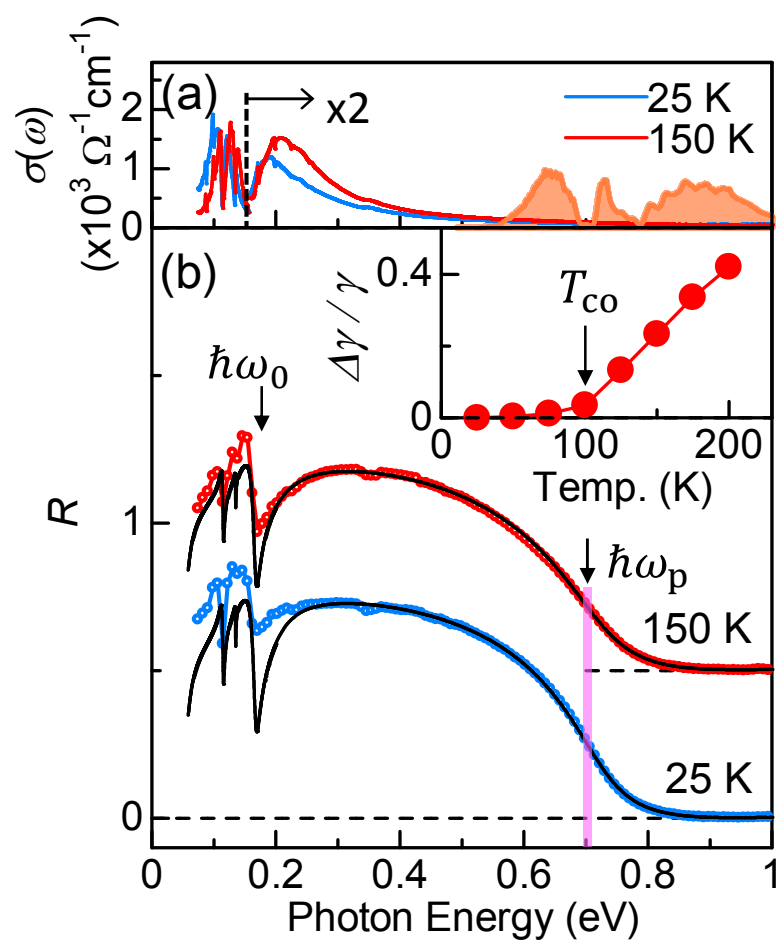 (a)
25 K
150 K
x2
σ(ω)
(x10³ Ω⁻¹cm⁻¹)
2
1
0
(b)
Δγ / γ
0.4
0
T_co
0 100 200
Temp. (K)
ħω₀
R
1
0
ħω_p
150 K
25 K
0 0.2 0.4 0.6 0.8 1
Photon Energy (eV)